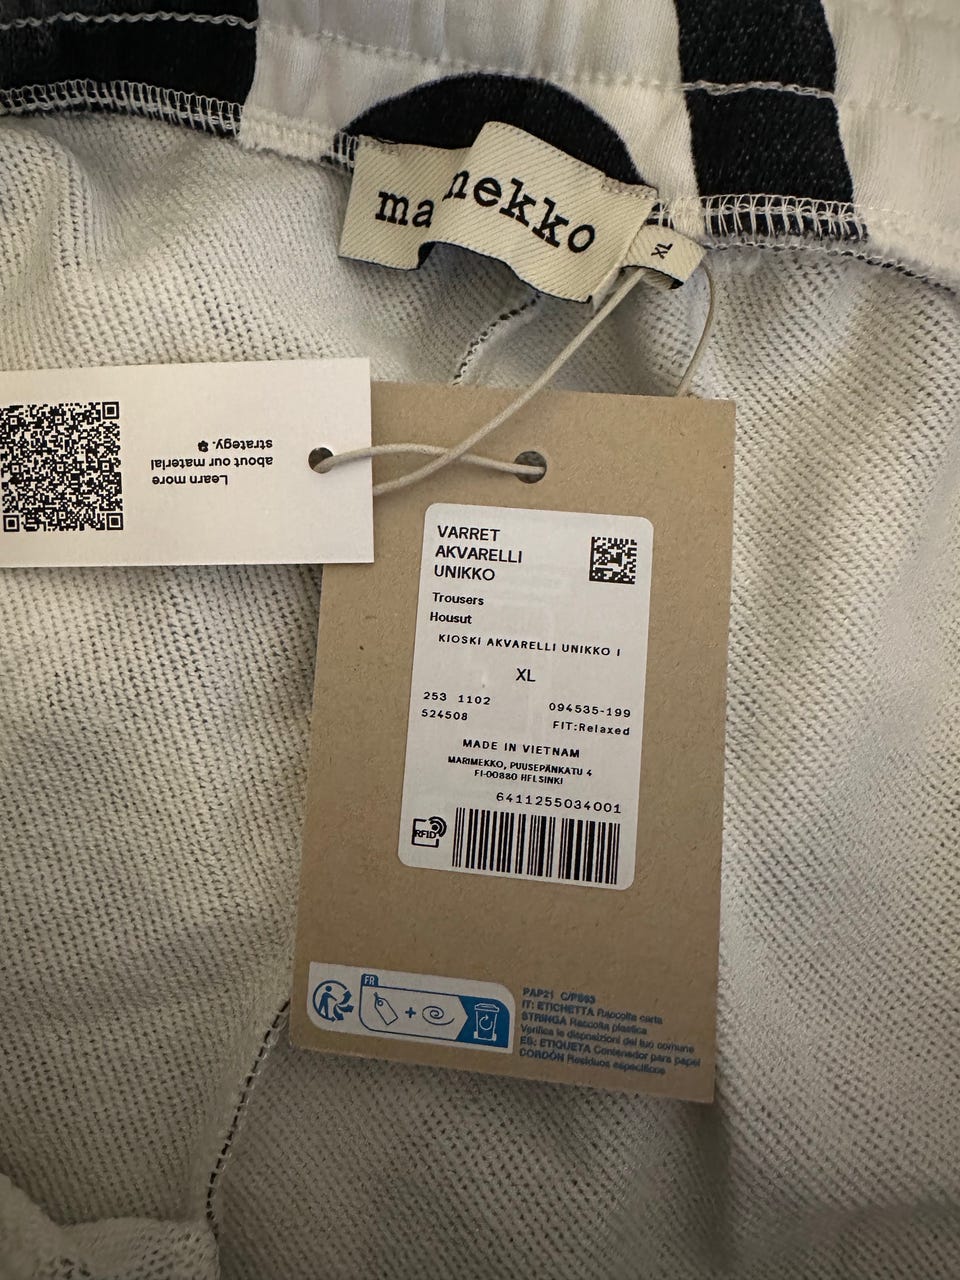 marimekko
XL
Learn more
about our material
strategy.
VARRET
AKVARELLI
UNIKKO
Trousers
Housut
KIOSKI AKVARELLI UNIKKO I
XL
253 1102
094535-199
524508
FIT:Relaxed
MADE IN VIETNAM
MARIMEKKO, PUUSEPÄNKATU 4
FI-00880 HELSINKI
6411255034001
RFID
FR
PAP21 C/PS93
IT: ETICHETTA Raccolta carta
STRINGA Raccolta plastica
Verifica le disposizioni del tuo comune
ES: ETIQUETA Contenedor para papel
CORDÓN Residuos específicos